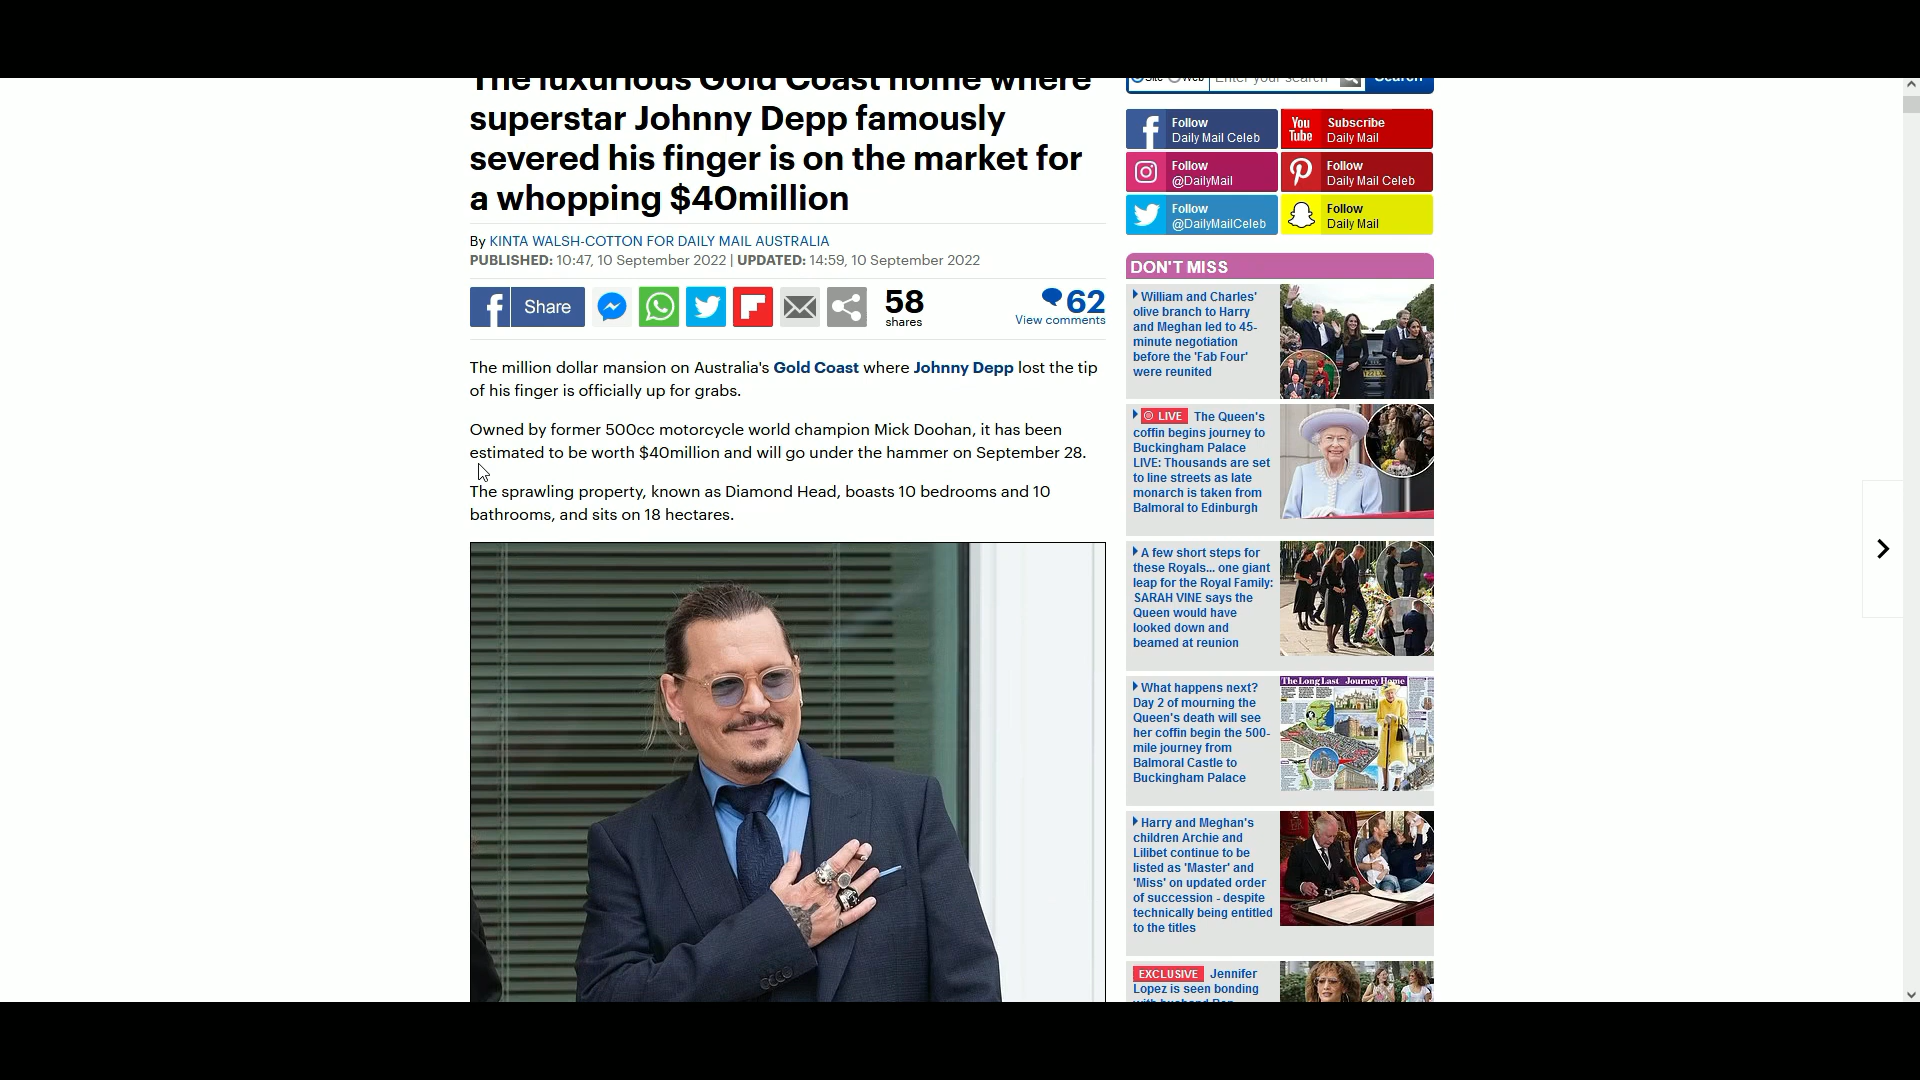 The luxurious Gold Coast home where
superstar Johnny Depp famously
severed his finger is on the market for
a whopping $40million
By KINTA WALSH-COTTON FOR DAILY MAIL AUSTRALIA
PUBLISHED: 10:47, 10 September 2022 | UPDATED: 14:59, 10 September 2022
Share
58
shares
62
View comments
The million dollar mansion on Australia's Gold Coast where Johnny Depp lost the tip
of his finger is officially up for grabs.
Owned by former 500cc motorcycle world champion Mick Doohan, it has been
estimated to be worth $40million and will go under the hammer on September 28.
The sprawling property, known as Diamond Head, boasts 10 bedrooms and 10
bathrooms, and sits on 18 hectares.
Site Web Enter your search Search
Follow
Daily Mail Celeb
You
Tube
Subscribe
Daily Mail
Follow
@DailyMail
Follow
Daily Mail Celeb
Follow
@DailyMailCeleb
Follow
Daily Mail
DON'T MISS
William and Charles'
olive branch to Harry
and Meghan led to 45-
minute negotiation
before the 'Fab Four'
were reunited
LIVE The Queen's
coffin begins journey to
Buckingham Palace
LIVE: Thousands are set
to line streets as late
monarch is taken from
Balmoral to Edinburgh
A few short steps for
these Royals... one giant
leap for the Royal Family:
SARAH VINE says the
Queen would have
looked down and
beamed at reunion
What happens next?
Day 2 of mourning the
Queen's death will see
her coffin begin the 500-
mile journey from
Balmoral Castle to
Buckingham Palace
The Long Last Journey Home
Harry and Meghan's
children Archie and
Lilibet continue to be
listed as 'Master' and
'Miss' on updated order
of succession - despite
technically being entitled
to the titles
EXCLUSIVE Jennifer
Lopez is seen bonding
with husband Ben